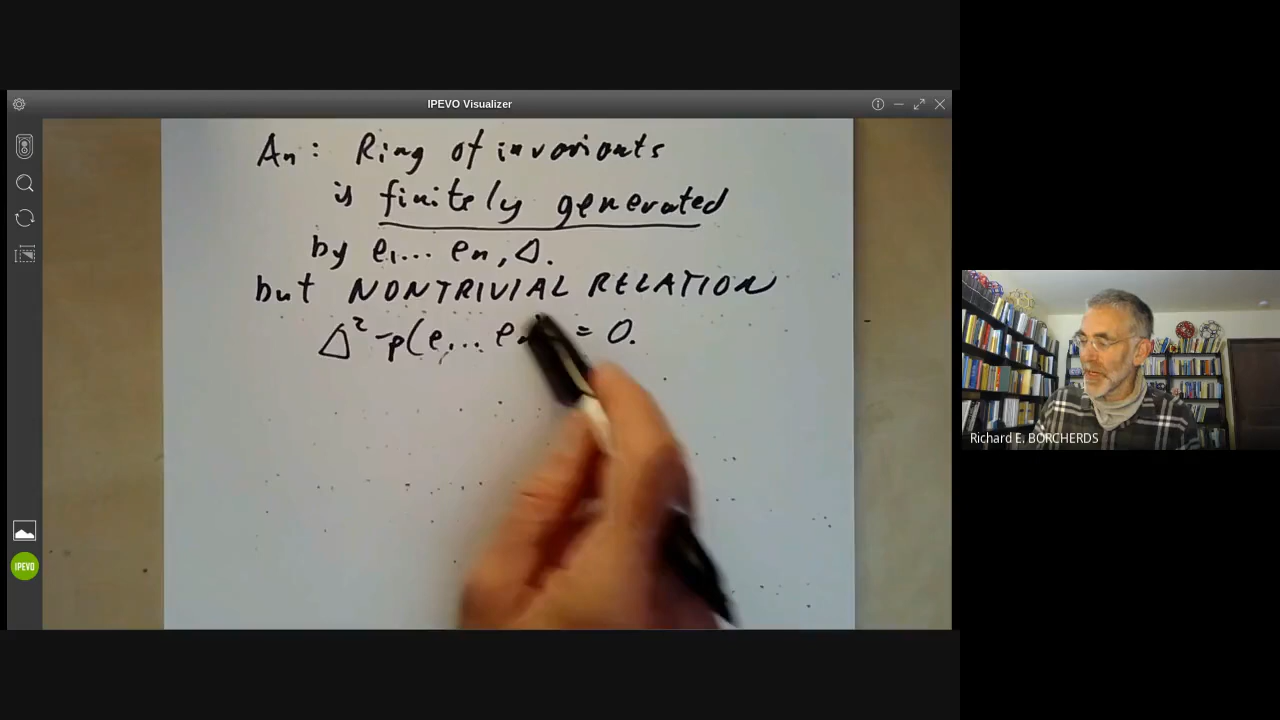 IPEVO Visualizer
An: Ring of invariants
is finitely generated
by e1... en, Δ.
but NONTRIVIAL RELATION
Δ² - p(e1... en = 0.
IPEVO
Richard E. BORCHERDS